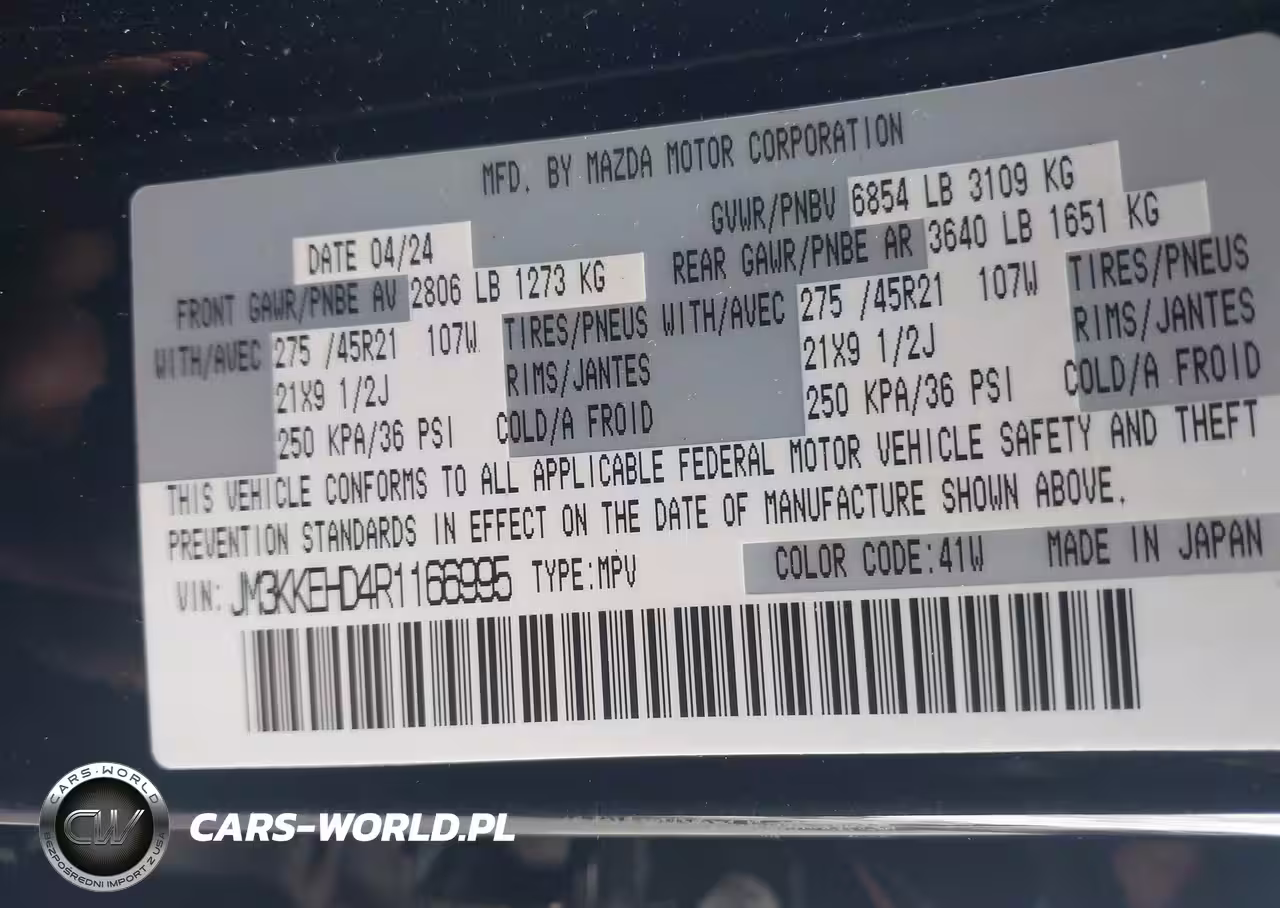 MFD. BY MAZDA MOTOR CORPORATION
DATE 04/24
GVWR/PNBV 6854 LB 3109 KG
FRONT GAWR/PNBE AV 2806 LB 1273 KG
REAR GAWR/PNBE AR 3640 LB 1651 KG
WITH/AVEC 275 /45R21 107W TIRES/PNEUS
21X9 1/2J RIMS/JANTES
250 KPA/36 PSI COLD/A FROID
WITH/AVEC 275 /45R21 107W TIRES/PNEUS
21X9 1/2J RIMS/JANTES
250 KPA/36 PSI COLD/A FROID
THIS VEHICLE CONFORMS TO ALL APPLICABLE FEDERAL MOTOR VEHICLE SAFETY AND THEFT
PREVENTION STANDARDS IN EFFECT ON THE DATE OF MANUFACTURE SHOWN ABOVE.
VIN: JM3KKEHD4R1166995 TYPE:MPV
COLOR CODE:41W MADE IN JAPAN
CARS-WORLD
CW
BEZPOŚREDNI IMPORT Z USA
CARS-WORLD.PL